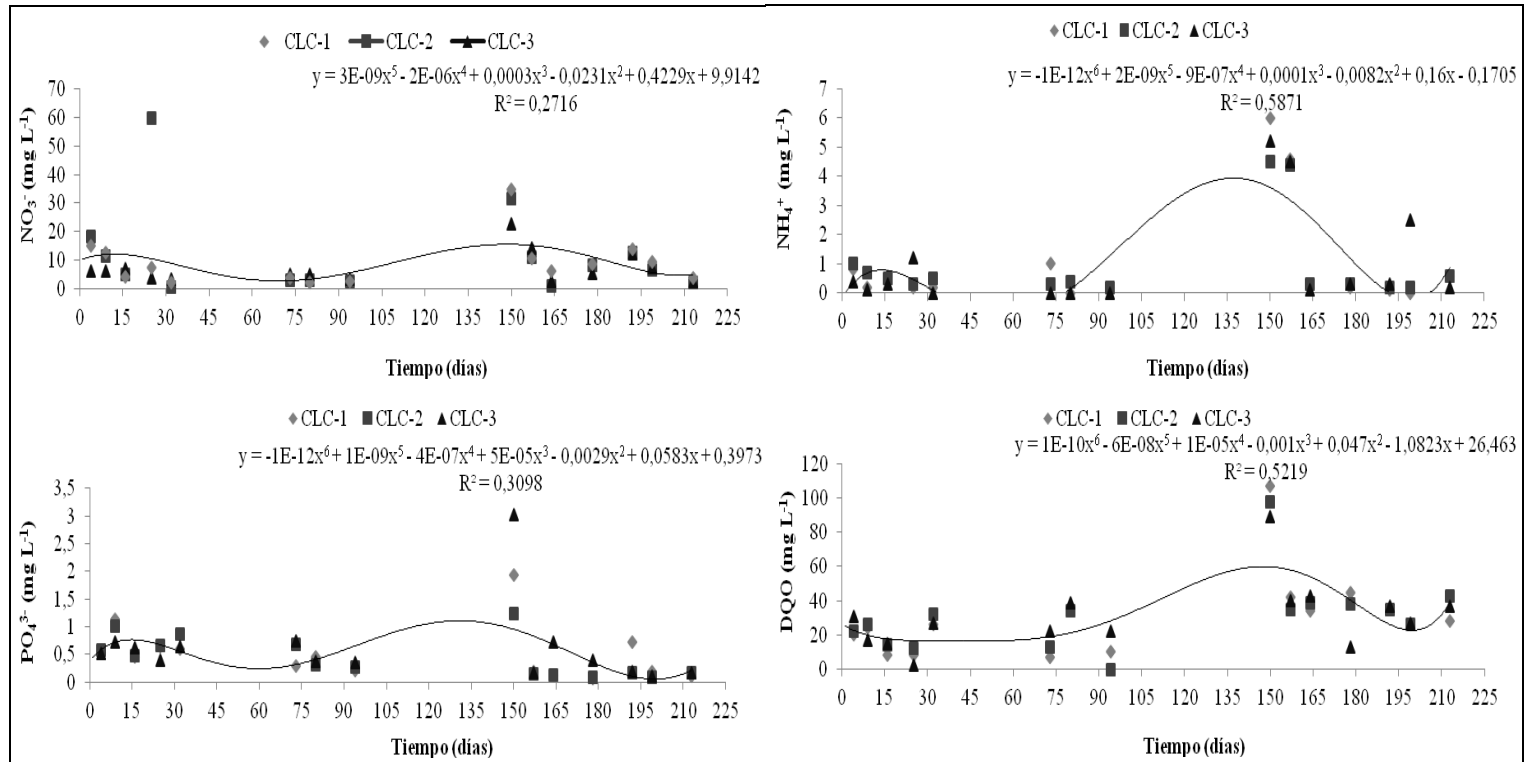 CLC-1 CLC-2 CLC-3
y = 3E-09x⁵ - 2E-06x⁴ + 0,0003x³ - 0,0231x² + 0,4229x + 9,9142
R² = 0,2716
NO₃⁻ (mg L⁻¹)
70
60
50
40
30
20
10
0
0 15 30 45 60 75 90 105 120 135 150 165 180 195 210 225
Tiempo (días)
CLC-1 CLC-2 CLC-3
y = -1E-12x⁶ + 2E-09x⁵ - 9E-07x⁴ + 0,0001x³ - 0,0082x² + 0,16x - 0,1705
R² = 0,5871
NH₄⁺ (mg L⁻¹)
7
6
5
4
3
2
1
0
0 15 30 45 60 75 90 105 120 135 150 165 180 195 210 225
Tiempo (días)
CLC-1 CLC-2 CLC-3
y = -1E-12x⁶ + 1E-09x⁵ - 4E-07x⁴ + 5E-05x³ - 0,0029x² + 0,0583x + 0,3973
R² = 0,3098
PO₄³⁻ (mg L⁻¹)
3,5
3
2,5
2
1,5
1
0,5
0
0 15 30 45 60 75 90 105 120 135 150 165 180 195 210 225
Tiempo (días)
CLC-1 CLC-2 CLC-3
y = 1E-10x⁶ - 6E-08x⁵ + 1E-05x⁴ - 0,001x³ + 0,047x² - 1,0823x + 26,463
R² = 0,5219
DQO (mg L⁻¹)
120
100
80
60
40
20
0
0 15 30 45 60 75 90 105 120 135 150 165 180 195 210 225
Tiempo (días)